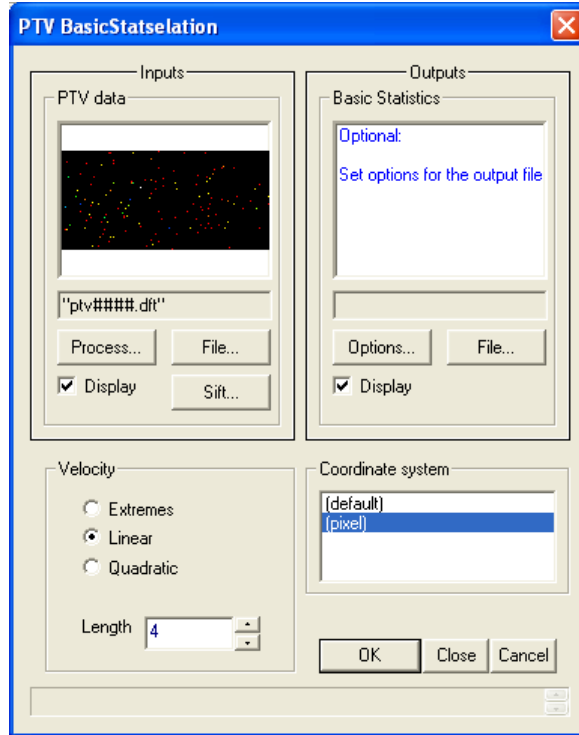 PTV BasicStatselation
Inputs
PTV data
"ptv####.dft"
Process...
File...
Display
Sift...
Outputs
Basic Statistics
Optional:
Set options for the output file
Options...
File...
Display
Velocity
Extremes
Linear
Quadratic
Length 4
Coordinate system
(default)
(pixel)
OK
Close
Cancel